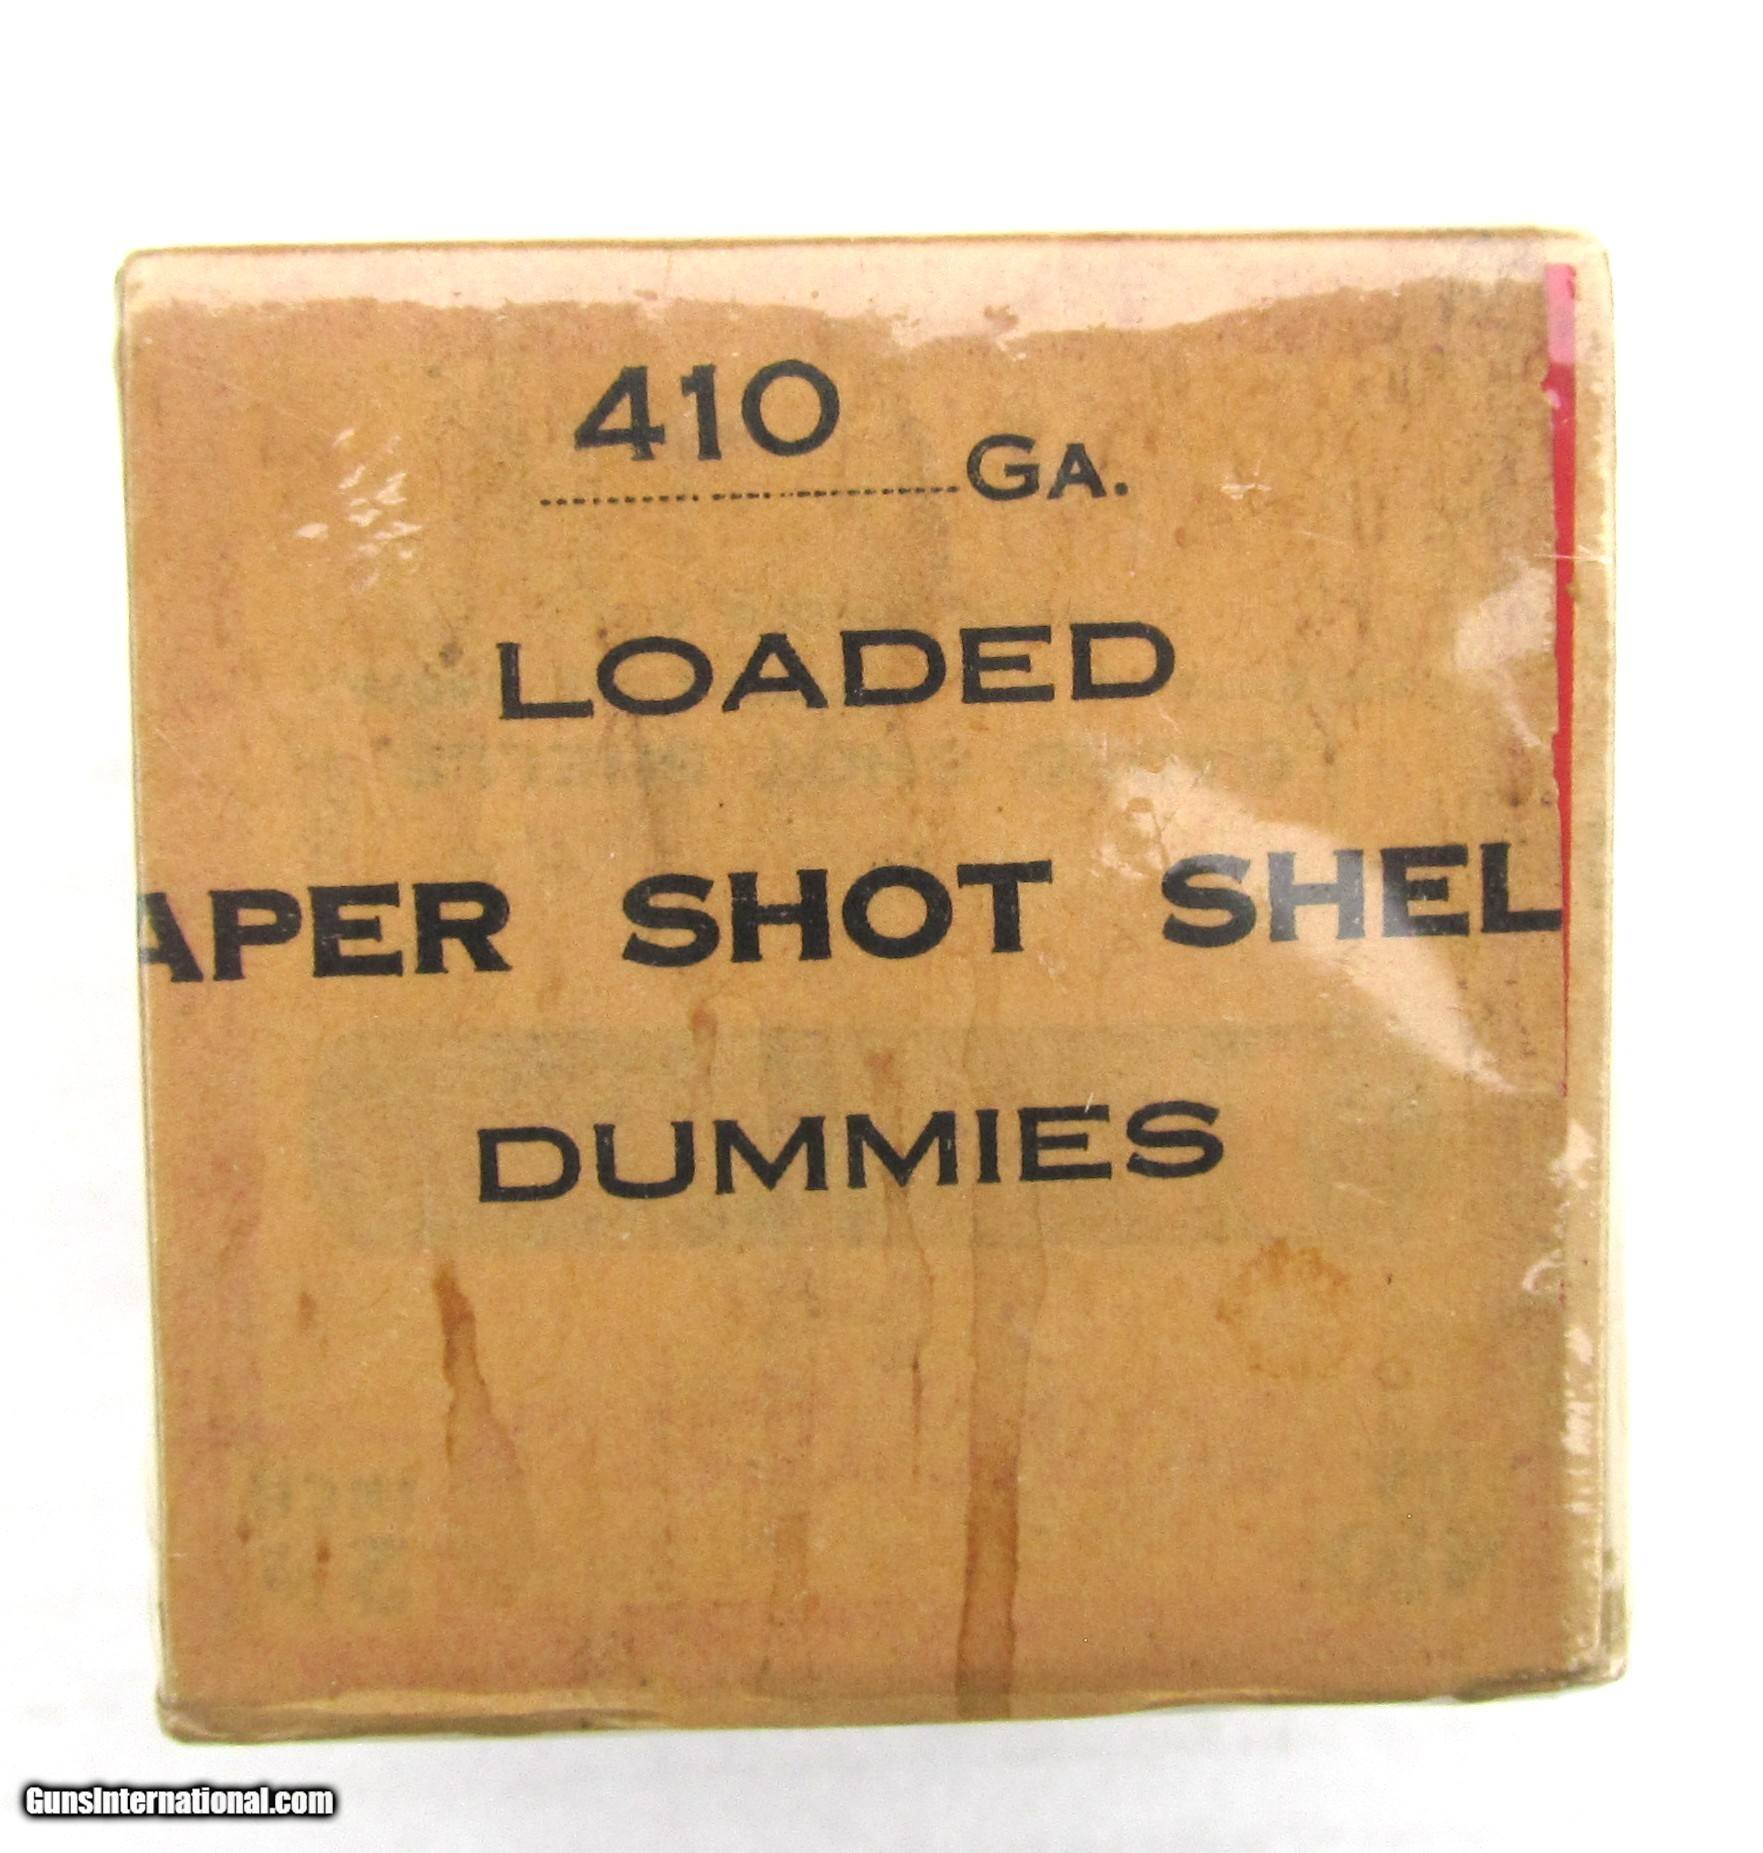 410 GA.
LOADED
APER SHOT SHEL
DUMMIES
GunsInternational.com